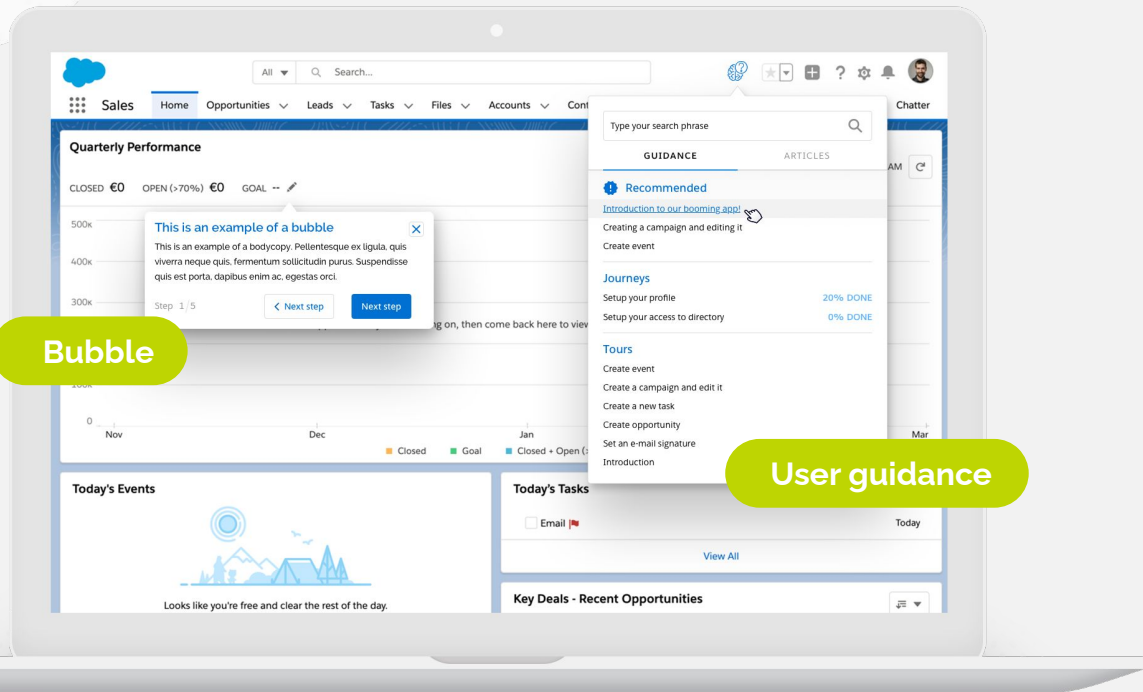 All
Search...
Sales
Home
Opportunities
Leads
Tasks
Files
Accounts
Chatter
Quarterly Performance
AM
CLOSED €0 OPEN (>70%) €0 GOAL --
500K
400K
300K
0
Nov
Dec
Jan
Mar
Closed
Goal
Closed + Open
This is an example of a bubble
This is an example of a bodycopy. Pellentesque ex ligula, quis
viverra neque quis, fermentum sollicitudin purus. Suspendisse
quis est porta, dapibus enim ac, egestas orci.
Step 1/5
Next step
Next step
on, then come back here to view
Bubble
Type your search phrase
GUIDANCE
ARTICLES
Recommended
Introduction to our booming app!
Creating a campaign and editing it
Create event
Journeys
Setup your profile 20% DONE
Setup your access to directory 0% DONE
Tours
Create event
Create a campaign and edit it
Create a new task
Create opportunity
Set an e-mail signature
Introduction
User guidance
Today's Events
Looks like you're free and clear the rest of the day.
Today's Tasks
Email
Today
View All
Key Deals - Recent Opportunities